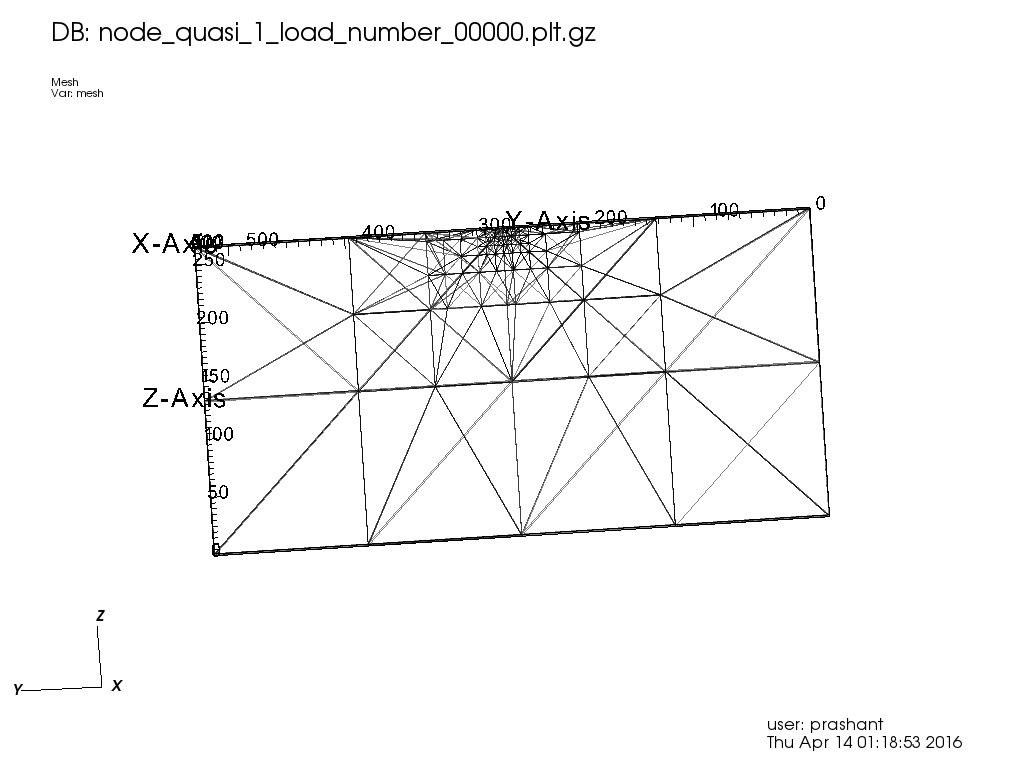 DB: node_quasi_1_load_number_00000.plt.gz
Mesh
Var: mesh
0
100
200
Y-Axis
300
400
500
X-Axis
250
200
150
Z-Axis
100
50
0
Z
Y
X
user: prashant
Thu Apr 14 01:18:53 2016